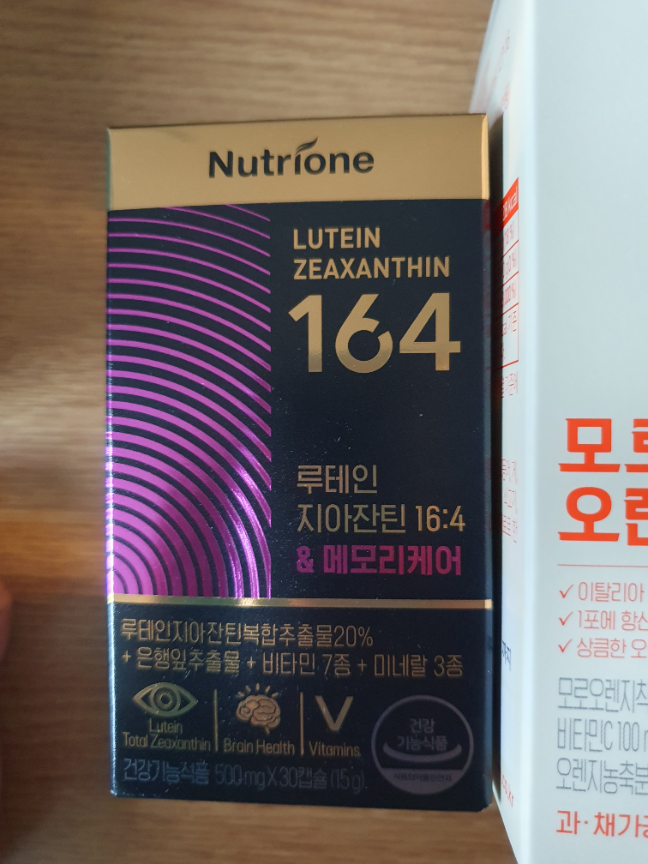 Nutrione
LUTEIN
ZEAXANTHIN
164
루테인
지아잔틴 16:4
& 메모리케어
루테인지아잔틴복합추출물20%
+ 은행잎추출물 + 비타민 7종 + 미네랄 3종
Lutein
Total Zeaxanthin
Brain Health
V
Vitamins
건강
기능식품
건강기능식품 500mg X 30캡슐 (15g)
모로
오렌
✓ 이탈리아
✓ 1포에 항산
✓ 상큼한 오
모로오렌지착
비타민C 100
오렌지농축분
과·채가공